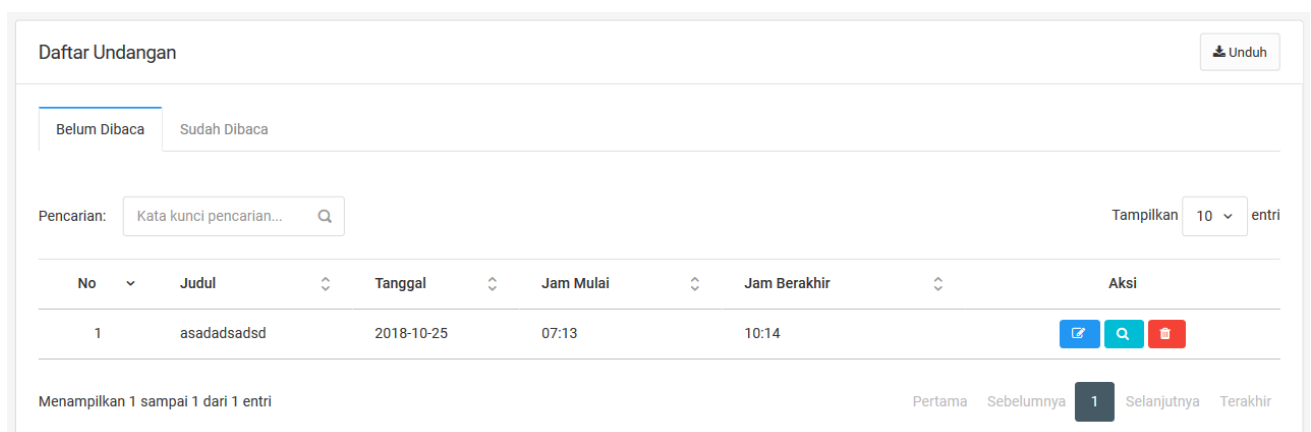 Daftar Undangan Unduh
Belum Dibaca Sudah Dibaca
Pencarian: Kata kunci pencarian... Tampilkan 10 entri
No Judul Tanggal Jam Mulai Jam Berakhir Aksi
1 asadadsadsd 2018-10-25 07:13 10:14
Menampilkan 1 sampai 1 dari 1 entri Pertama Sebelumnya 1 Selanjutnya Terakhir